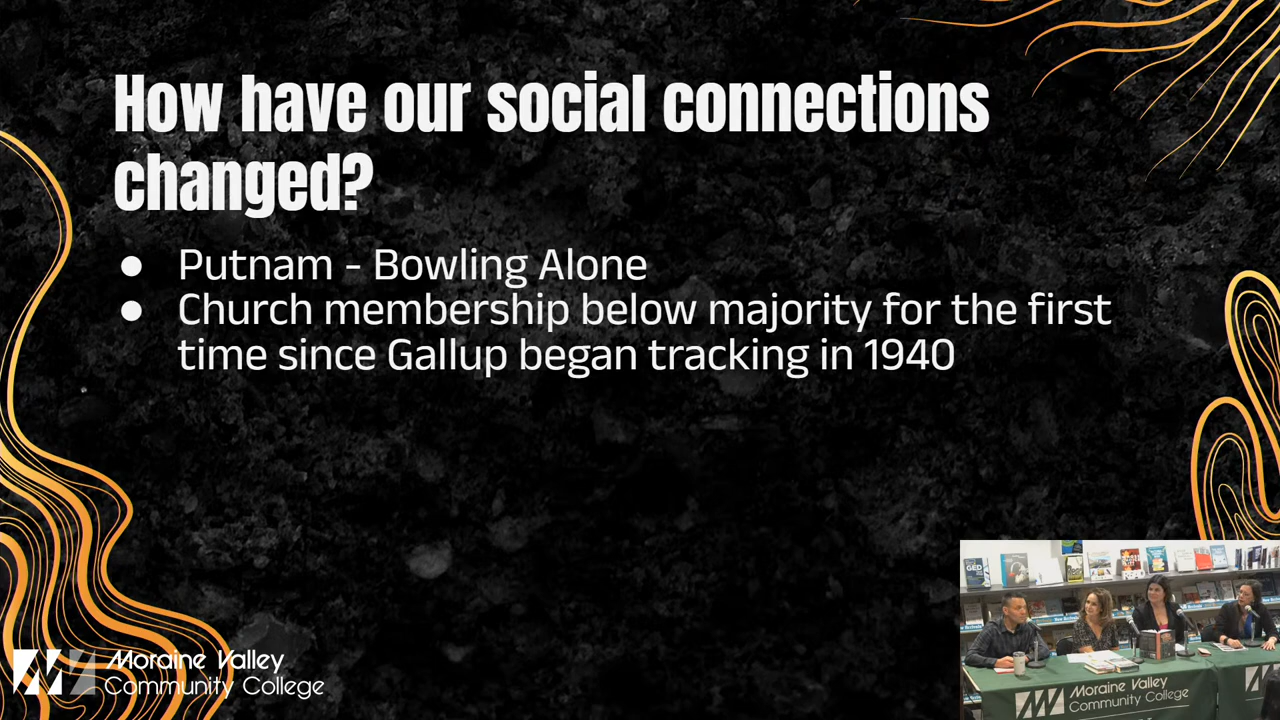 How have our social connections
changed?
● Putnam - Bowling Alone
● Church membership below majority for the first
time since Gallup began tracking in 1940
Moraine Valley
Community College
GED
Moraine Valley
Community College